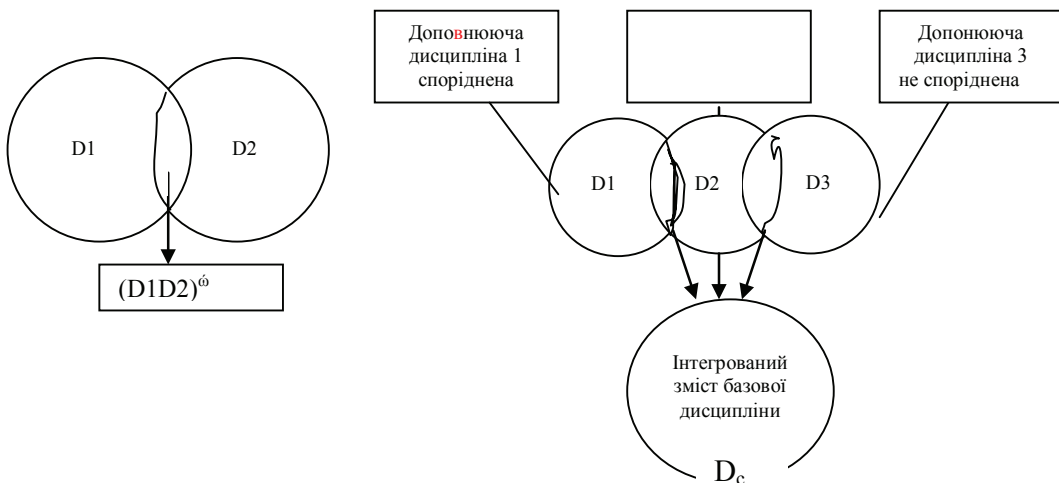 D1
D2
(D1D2)^ώ
Доповнююча
дисципліна 1
споріднена
Допонююча
дисципліна 3
не споріднена
D1
D2
D3
Інтегрований
зміст базової
дисципліни
D_c